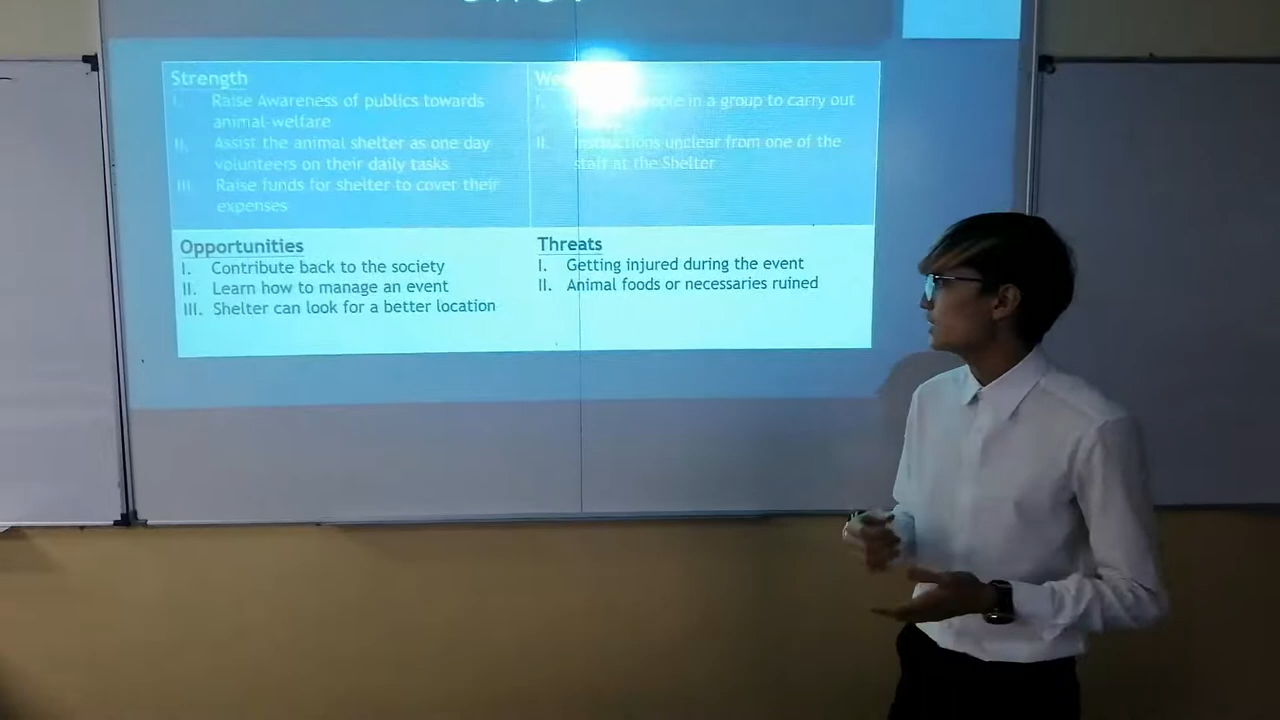 Strength
I. Raise Awareness of publics towards
animal-welfare
II. Assist the animal shelter as one day
volunteers on their daily tasks
III. Raise funds for shelter to cover their
expenses
I. in a group to carry out
II. Instructions unclear from one of the
staff at the Shelter
Opportunities
I. Contribute back to the society
II. Learn how to manage an event
III. Shelter can look for a better location
Threats
I. Getting injured during the event
II. Animal foods or necessaries ruined